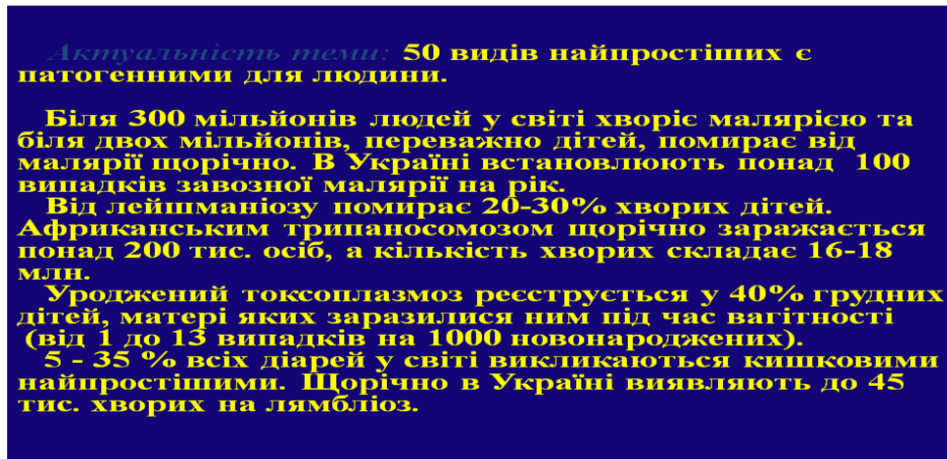 Актуальність теми: 50 видів найпростіших є
патогенними для людини.
Біля 300 мільйонів людей у світі хворіє малярією та
біля двох мільйонів, переважно дітей, помирає від
малярії щорічно. В Україні встановлюють понад 100
випадків завозної малярії на рік.
Від лейшманіозу помирає 20-30% хворих дітей.
Африканським трипаносомозом щорічно заражається
понад 200 тис. осіб, а кількість хворих складає 16-18
млн.
Уроджений токсоплазмоз реєструється у 40% грудних
дітей, матері яких заразилися ним під час вагітності
(від 1 до 13 випадків на 1000 новонароджених).
5 - 35 % всіх діарей у світі викликаються кишковими
найпростішими. Щорічно в Україні виявляють до 45
тис. хворих на лямбліоз.